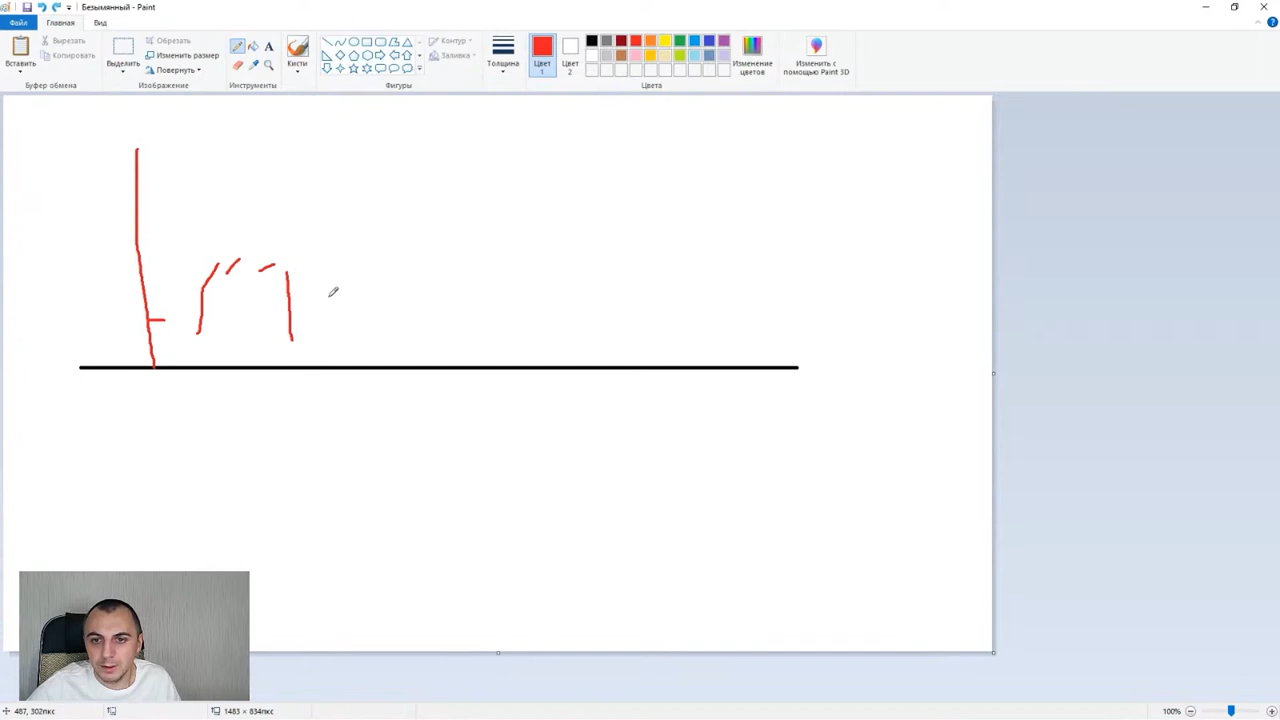 Безымянный - Paint
Файл Главная Вид
Вставить
Вырезать
Копировать
Буфер обмена
Выделить
Обрезать
Изменить размер
Повернуть
Изображение
A
Инструменты
Кисти
Контур
Заливка
Фигуры
Толщина
Цвет 1
Цвет 2
Изменение цветов
Цвета
Изменить с помощью Paint 3D
487, 302пкс
1483 × 834пкс
100%